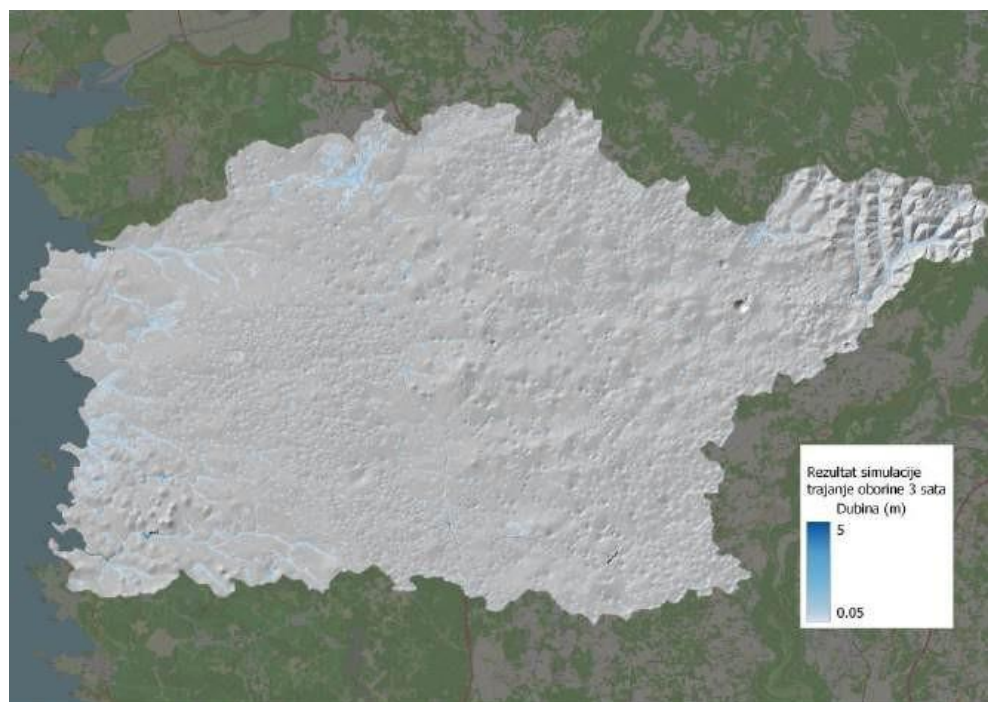 Rezultat simulacije
trajanje oborine 3 sata
Dubina (m)
5
0.05